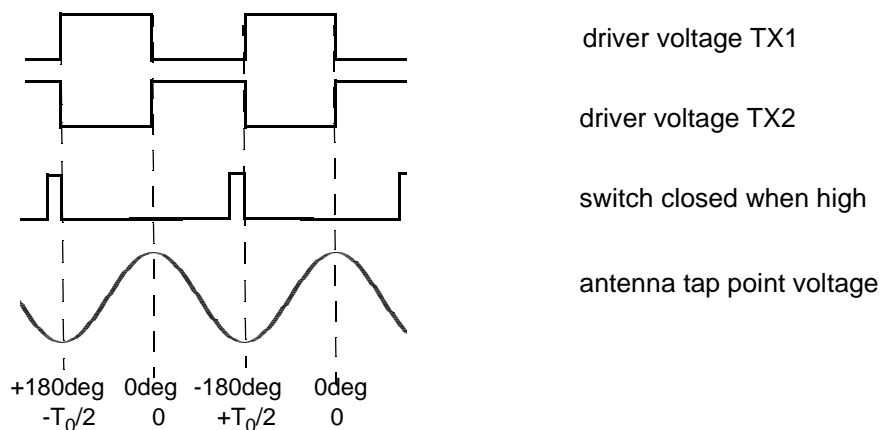 driver voltage TX1
driver voltage TX2
switch closed when high
antenna tap point voltage
+180deg 0deg -180deg 0deg
-T₀/2 0 +T₀/2 0